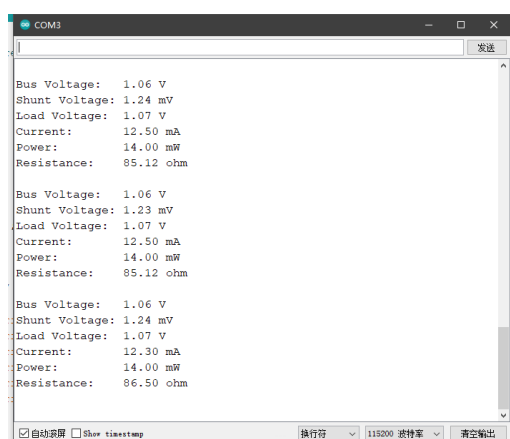 COM3
发送
Bus Voltage: 1.06 V
Shunt Voltage: 1.24 mV
Load Voltage: 1.07 V
Current: 12.50 mA
Power: 14.00 mW
Resistance: 85.12 ohm
Bus Voltage: 1.06 V
Shunt Voltage: 1.23 mV
Load Voltage: 1.07 V
Current: 12.50 mA
Power: 14.00 mW
Resistance: 85.12 ohm
Bus Voltage: 1.06 V
Shunt Voltage: 1.24 mV
Load Voltage: 1.07 V
Current: 12.30 mA
Power: 14.00 mW
Resistance: 86.50 ohm
自动滚屏 Show timestamp 换行符 115200 波特率 清空输出